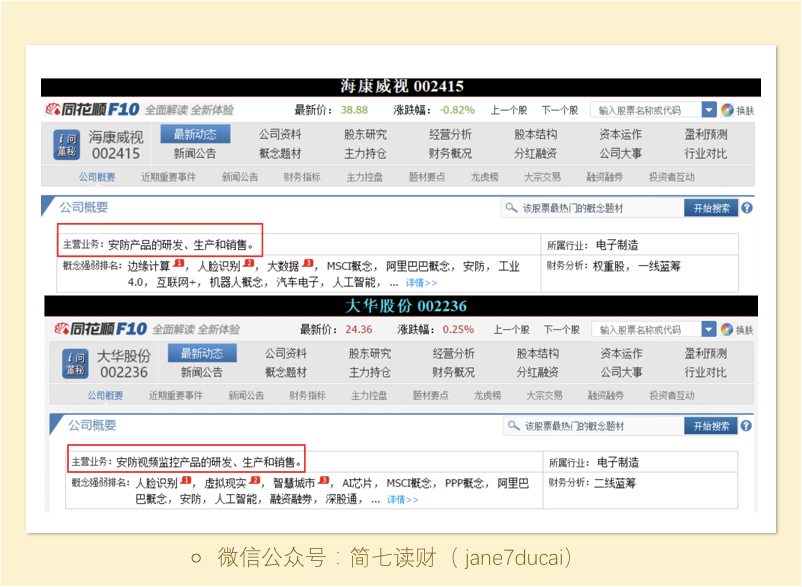 海康威视 002415
同花顺F10 全面解读 全新体验 最新价：38.88 涨跌幅：-0.82% 上一个股 下一个股 输入股票名称或代码 换肤
i问董秘 海康威视 002415
最新动态 公司资料 股东研究 经营分析 股本结构 资本运作 盈利预测
新闻公告 概念题材 主力持仓 财务概况 分红融资 公司大事 行业对比
公司概要 近期重要事件 新闻公告 财务指标 主力控盘 题材要点 龙虎榜 大宗交易 融资融券 投资者互动
公司概要 该股票最热门的概念题材 开始搜索 ?
主营业务：安防产品的研发、生产和销售。 所属行业：电子制造
概念强弱排名：边缘计算1，人脸识别2，大数据3，MSCI概念，阿里巴巴概念，安防，工业 财务分析：权重股，一线蓝筹
4.0，互联网+，机器人概念，汽车电子，人工智能，... 详情>>
大华股份 002236
同花顺F10 全面解读 全新体验 最新价：24.36 涨跌幅：0.25% 上一个股 下一个股 输入股票名称或代码 换肤
i问董秘 大华股份 002236
最新动态 公司资料 股东研究 经营分析 股本结构 资本运作 盈利预测
新闻公告 概念题材 主力持仓 财务概况 分红融资 公司大事 行业对比
公司概要 近期重要事件 新闻公告 财务指标 主力控盘 题材要点 龙虎榜 大宗交易 融资融券 投资者互动
公司概要 该股票最热门的概念题材 开始搜索 ?
主营业务：安防视频监控产品的研发、生产和销售。 所属行业：电子制造
概念强弱排名：人脸识别1，虚拟现实2，智慧城市3，AI芯片，MSCI概念，PPP概念，阿里巴 财务分析：二线蓝筹
巴概念，安防，人工智能，融资融券，深股通，... 详情>>
微信公众号：简七读财（jane7ducai）